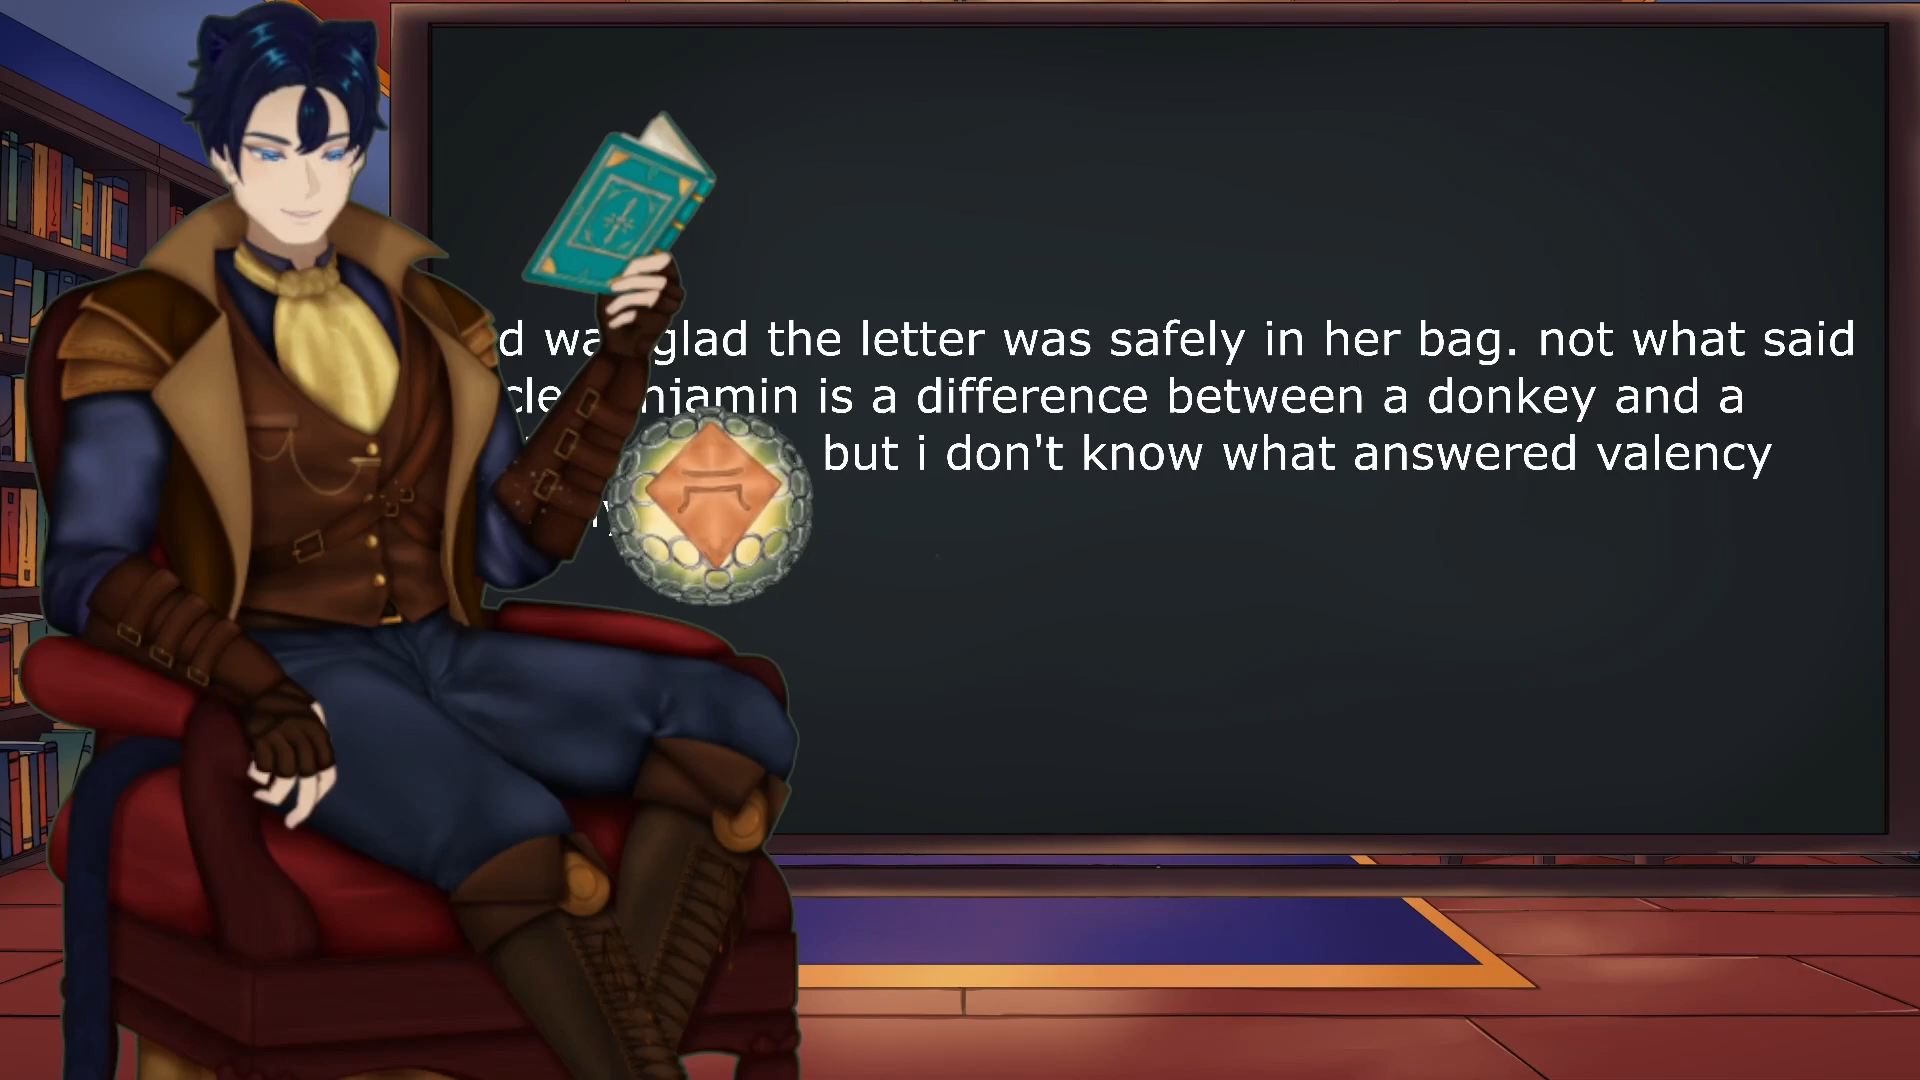 glad the letter was safely in her bag. not what said
is a difference between a donkey and a
but i don't know what answered valency